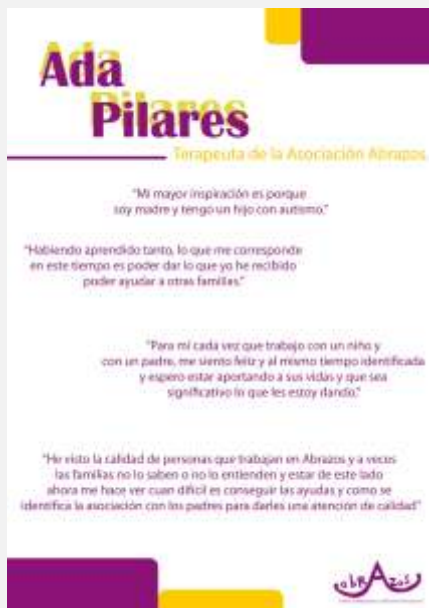 Ada
Pilares
Terapeuta de la Asociación Abrazos
"Mi mayor inspiración es porque
soy madre y tengo un hijo con autismo."
"Habiendo aprendido tanto, lo que me corresponde
en este tiempo es poder dar lo que yo he recibido
poder ayudar a otras familias."
"Para mi cada vez que trabajo con un niño y
con un padre, me siento feliz y al mismo tiempo identificada
y espero estar aportando a sus vidas y que sea
significativo lo que les estoy dando."
"He visto la calidad de personas que trabajan en Abrazos y a veces
las familias no lo saben o no lo entienden y estar de este lado
ahora me hace ver cuan difícil es conseguir las ayudas y como se
identifica la asociación con los padres para darles una atención de calidad"
abrAzos